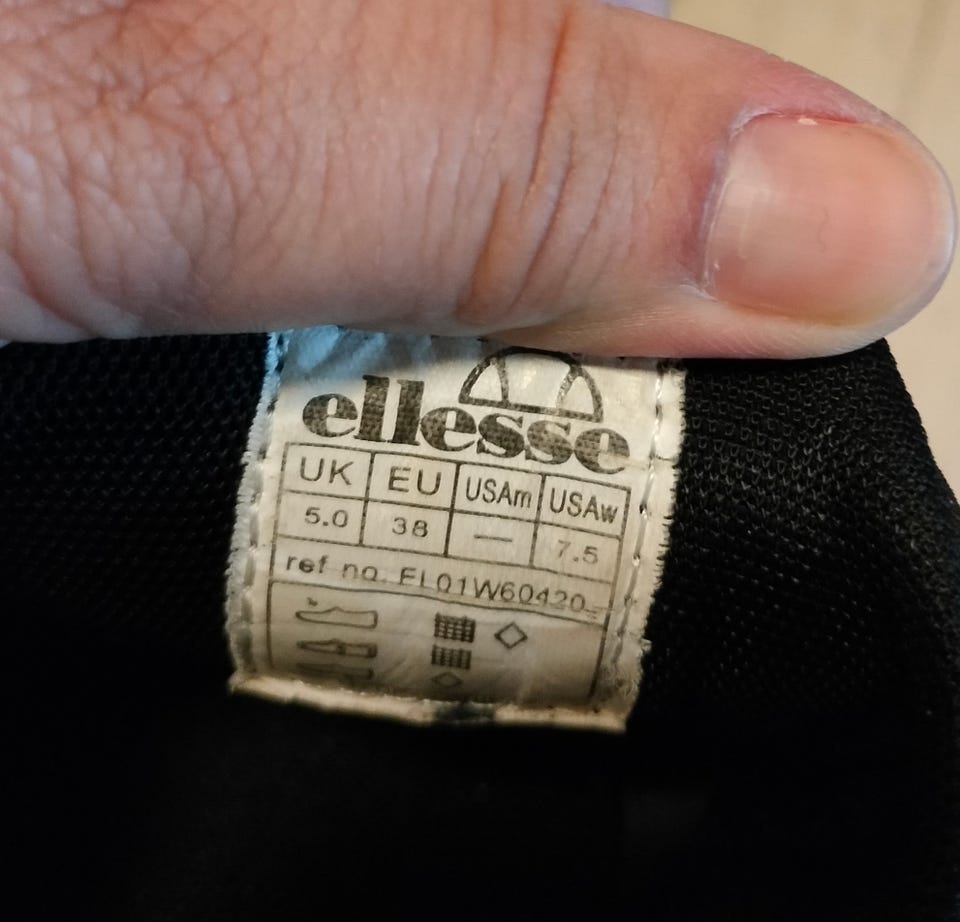 ellesse
UK EU USAm USAw
5.0 38 — 7.5
ref no. EL01W60420